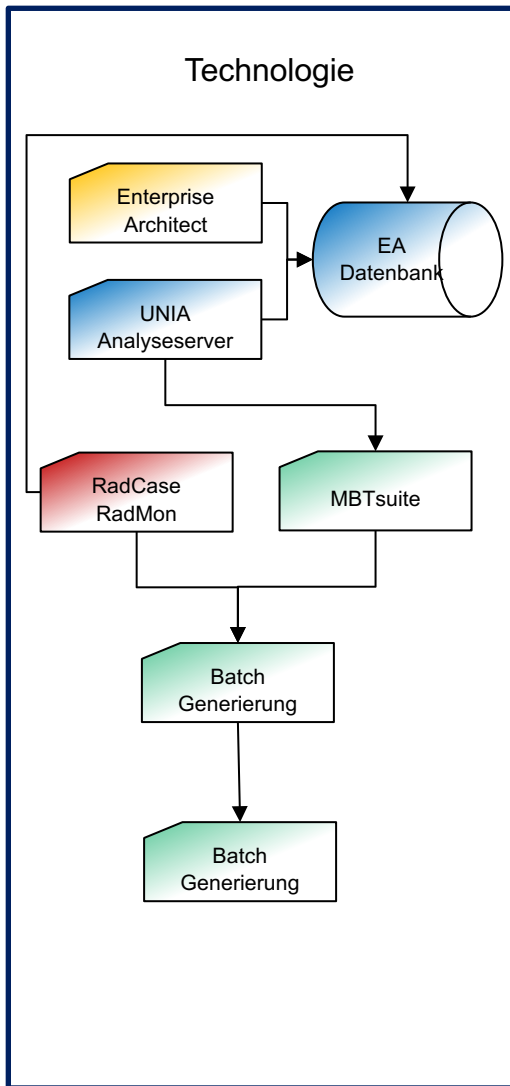 Technologie
Enterprise
Architect
EA
Datenbank
UNIA
Analyseserver
RadCase
RadMon
MBTsuite
Batch
Generierung
Batch
Generierung